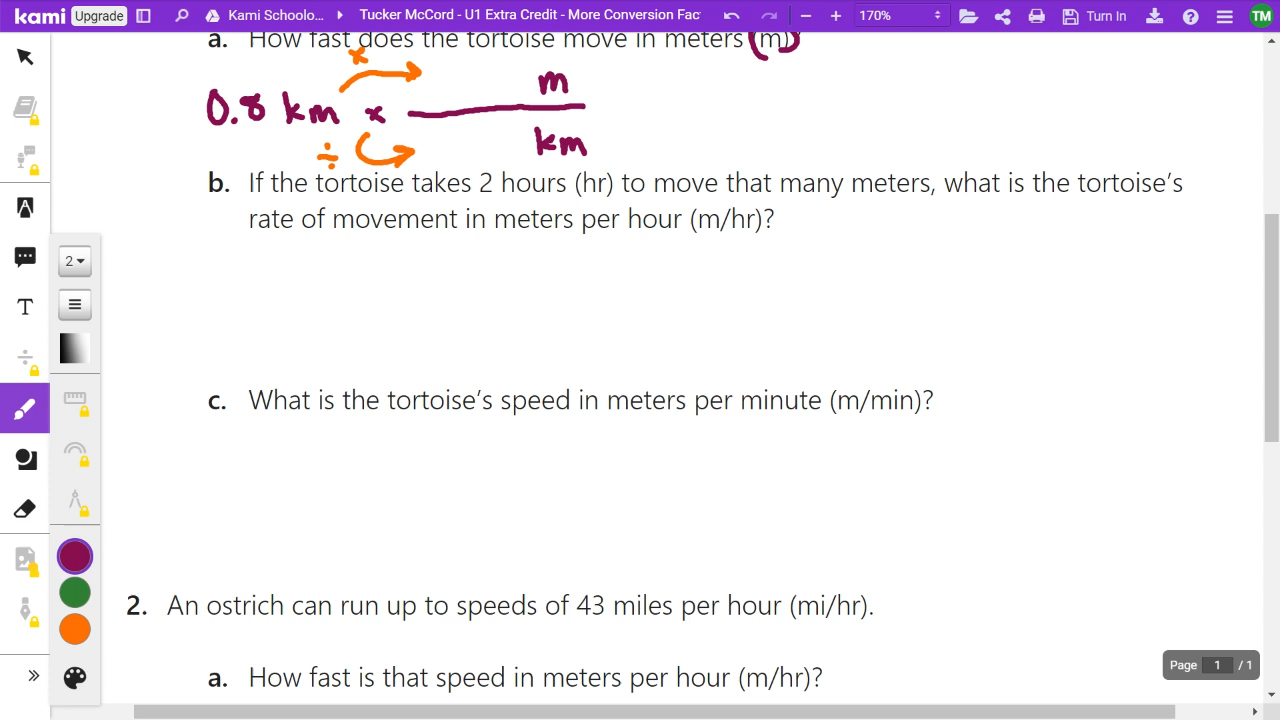 kami Upgrade Kami Schoolo... Tucker McCord - U1 Extra Credit - More Conversion Fac 170% Turn In TM
a. How fast does the tortoise move in meters (m)
x
0.8 km x m
km
÷
b. If the tortoise takes 2 hours (hr) to move that many meters, what is the tortoise’s
rate of movement in meters per hour (m/hr)?
2
c. What is the tortoise’s speed in meters per minute (m/min)?
2. An ostrich can run up to speeds of 43 miles per hour (mi/hr).
Page 1 / 1
a. How fast is that speed in meters per hour (m/hr)?